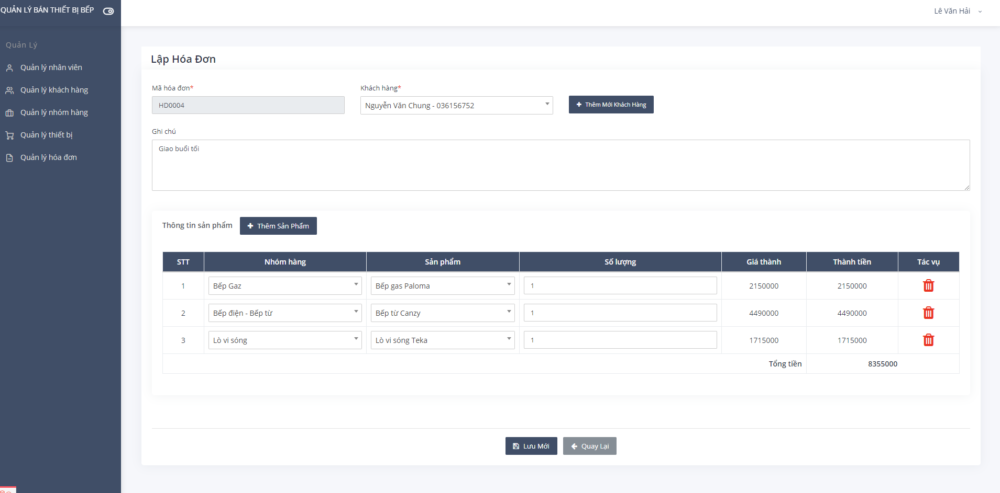 QUẢN LÝ BÁN THIẾT BỊ BẾP
Lê Văn Hải
Quản Lý
Quản lý nhân viên
Quản lý khách hàng
Quản lý nhóm hàng
Quản lý thiết bị
Quản lý hóa đơn
Lập Hóa Đơn
Mã hóa đơn* Khách hàng*
HD0004 Nguyễn Văn Chung - 036156752 Thêm Mới Khách Hàng
Ghi chú
Giao buổi tối
Thông tin sản phẩm Thêm Sản Phẩm
STT Nhóm hàng Sản phẩm Số lượng Giá thành Thành tiền Tác vụ
1 Bếp Gaz Bếp gas Paloma 1 2150000 2150000
2 Bếp điện - Bếp từ Bếp từ Canzy 1 4490000 4490000
3 Lò vi sóng Lò vi sóng Teka 1 1715000 1715000
Tổng tiền 8355000
Lưu Mới Quay Lại